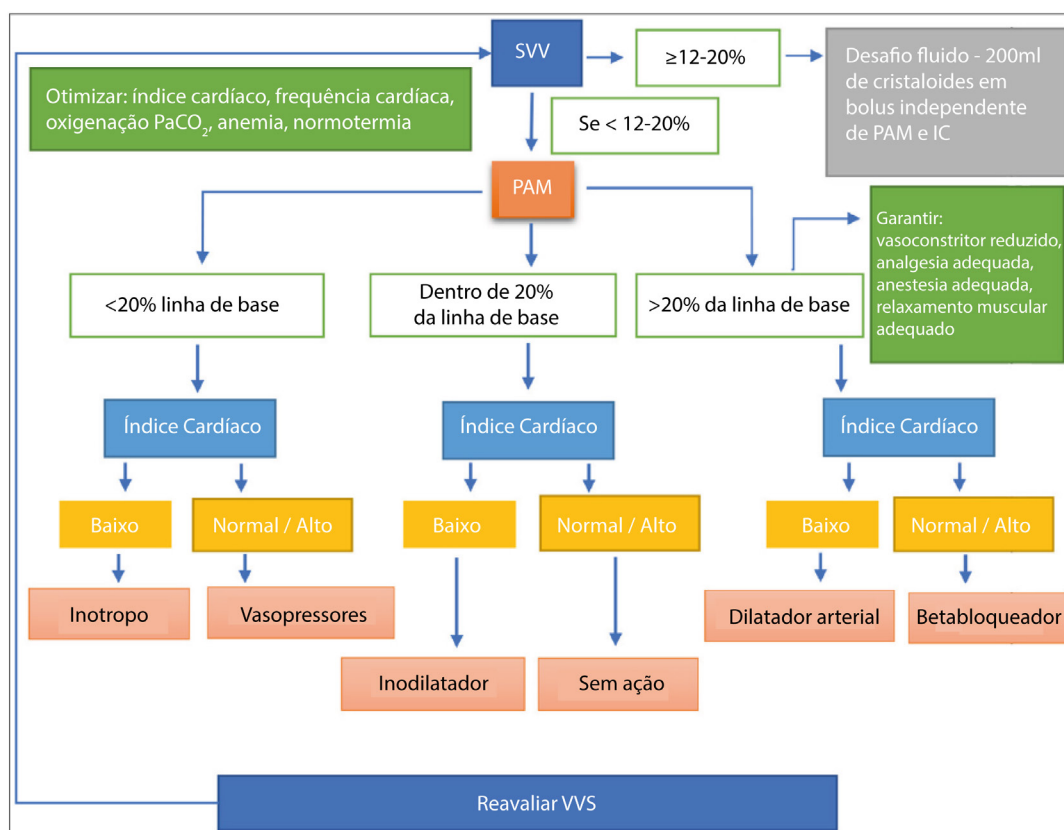 SVV
≥12-20%
Desafio fluido - 200ml
de cristaloides em
bolus independente
de PAM e IC
Otimizar: índice cardíaco, frequência cardíaca,
oxigenação PaCO₂, anemia, normotermia
Se < 12-20%
PAM
Garantir:
vasoconstritor reduzido,
analgesia adequada,
anestesia adequada,
relaxamento muscular
adequado
<20% linha de base
Dentro de 20%
da linha de base
>20% da linha de base
Índice Cardíaco
Índice Cardíaco
Índice Cardíaco
Baixo
Normal / Alto
Baixo
Normal / Alto
Baixo
Normal / Alto
Inotropo
Vasopressores
Dilatador arterial
Betabloqueador
Inodilatador
Sem ação
Reavaliar VVS